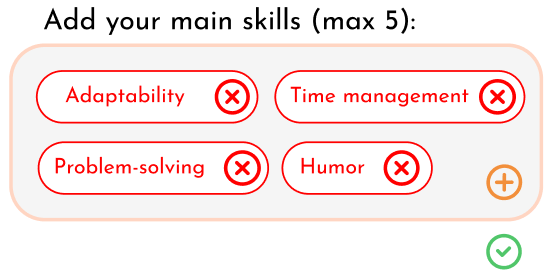 Add your main skills (max 5):
Adaptability
Time management
Problem-solving
Humor